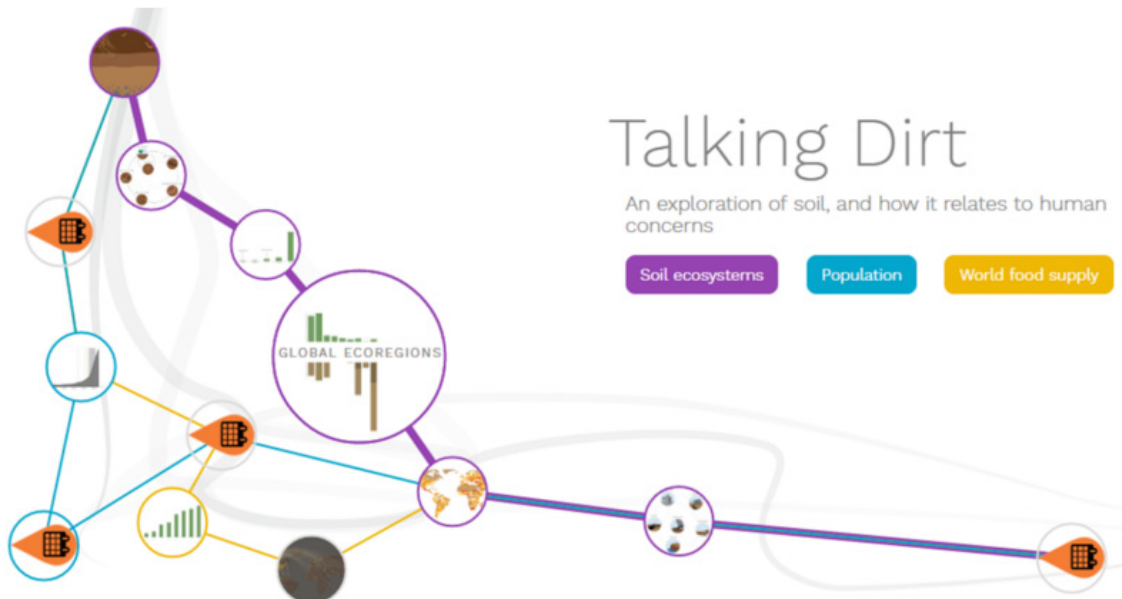 Talking Dirt
An exploration of soil, and how it relates to human
concerns
Soil ecosystems
Population
World food supply
GLOBAL ECOREGIONS